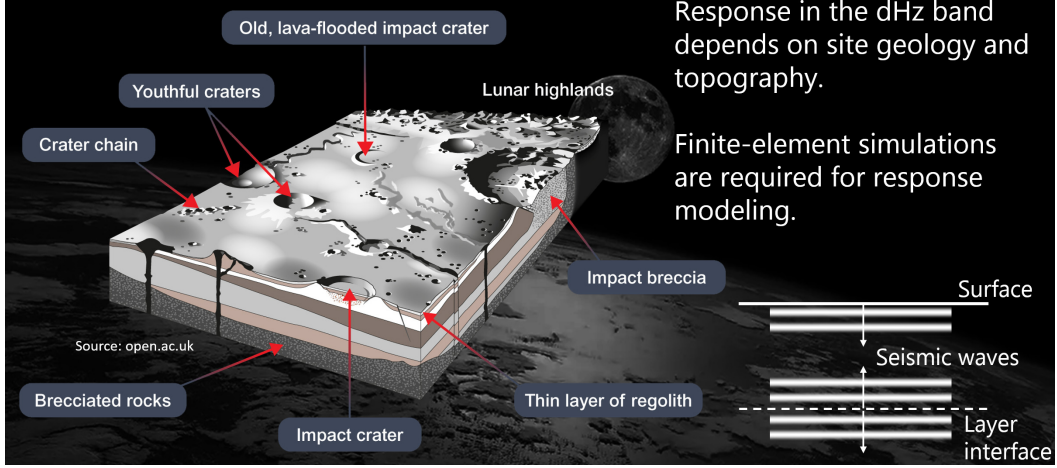 Old, lava-flooded impact crater
Youthful craters
Crater chain
Lunar highlands
Response in the dHz band
depends on site geology and
topography.
Finite-element simulations
are required for response
modeling.
Impact breccia
Source: open.ac.uk
Brecciated rocks
Impact crater
Thin layer of regolith
Surface
Seismic waves
Layer
interface